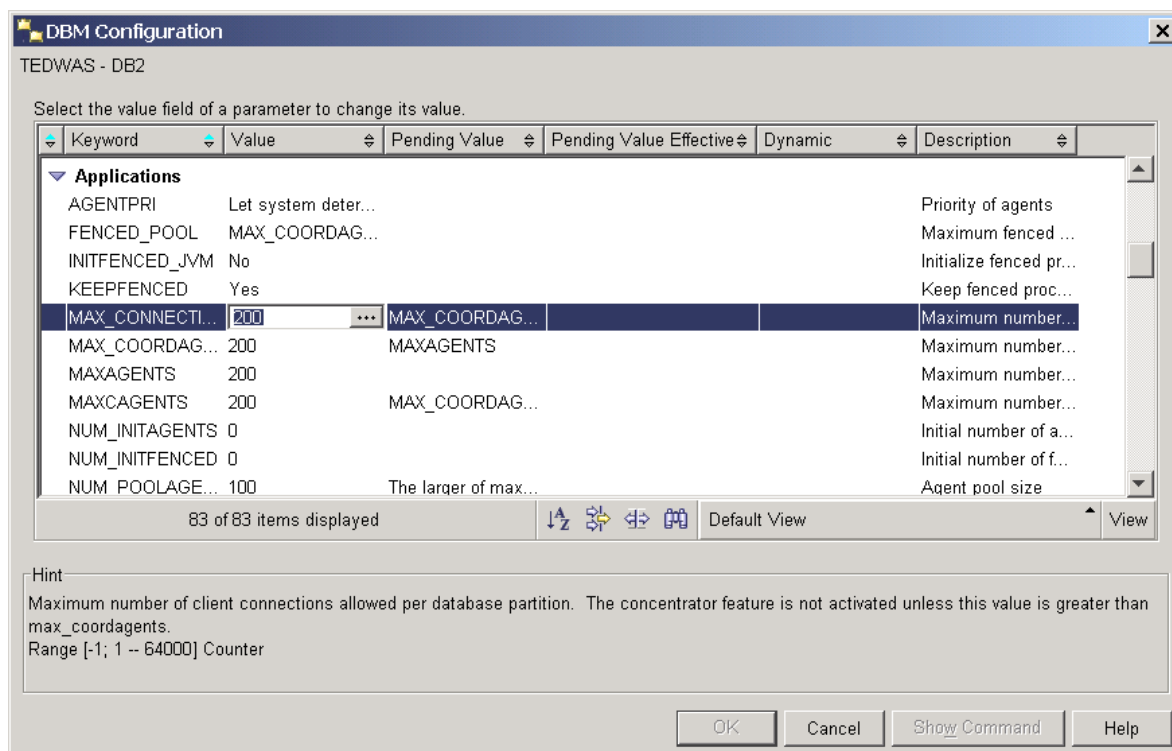 DBM Configuration
TEDWAS - DB2
Select the value field of a parameter to change its value.
Keyword Value Pending Value Pending Value Effective Dynamic Description
Applications
AGENTPRI Let system deter... Priority of agents
FENCED_POOL MAX_COORDAG... Maximum fenced ...
INITFENCED_JVM No Initialize fenced pr...
KEEPFENCED Yes Keep fenced proc...
MAX_CONNECTI... 200 ... MAX_COORDAG... Maximum number...
MAX_COORDAG... 200 MAXAGENTS Maximum number...
MAXAGENTS 200 Maximum number...
MAXCAGENTS 200 MAX_COORDAG... Maximum number...
NUM_INITAGENTS 0 Initial number of a...
NUM_INITFENCED 0 Initial number of f...
NUM_POOLAGE... 100 The larger of max... Agent pool size
83 of 83 items displayed Default View View
Hint
Maximum number of client connections allowed per database partition. The concentrator feature is not activated unless this value is greater than
max_coordagents.
Range [-1; 1 -- 64000] Counter
OK Cancel Show Command Help